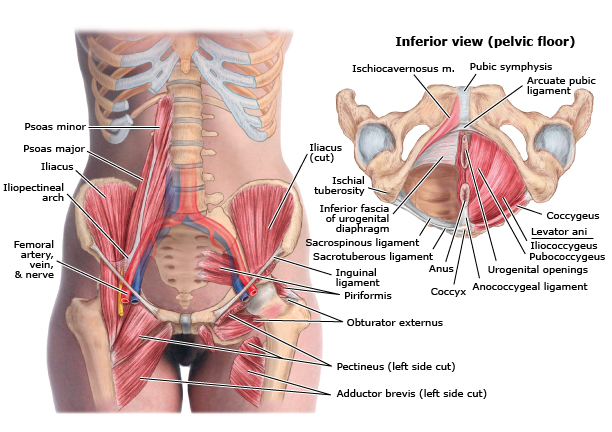 Inferior view (pelvic floor)
Ischiocavernosus m.
Pubic symphysis
Arcuate pubic
ligament
Psoas minor
Psoas major
Iliacus
Iliopectineal
arch
Femoral
artery,
vein,
& nerve
Iliacus
(cut)
Ischial
tuberosity
Inferior fascia
of urogenital
diaphragm
Sacrospinous ligament
Sacrotuberous ligament
Anus
Coccyx
Coccygeus
Levator ani
Iliococcygeus
Pubococcygeus
Urogenital openings
Anococcygeal ligament
Inguinal
ligament
Piriformis
Obturator externus
Pectineus (left side cut)
Adductor brevis (left side cut)